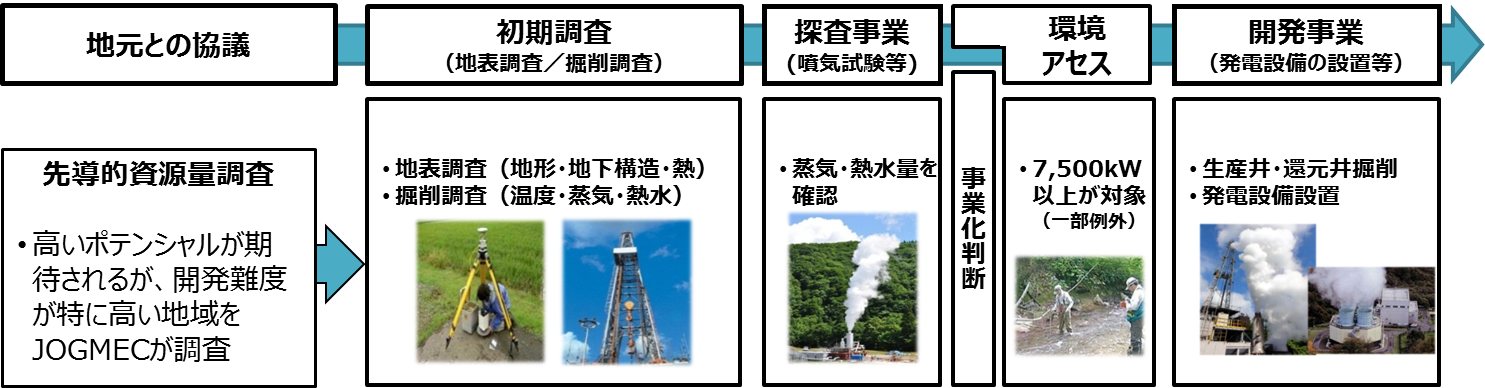 地元との協議
初期調査
（地表調査／掘削調査）
探査事業
(噴気試験等)
環境
アセス
開発事業
（発電設備の設置等）
先導的資源量調査
・高いポテンシャルが期
待されるが、開発難度
が特に高い地域を
JOGMECが調査
・地表調査（地形・地下構造・熱）
・掘削調査（温度・蒸気・熱水）
・蒸気・熱水量を
確認
事業化判断
・7,500kW
以上が対象
（一部例外）
・生産井・還元井掘削
・発電設備設置